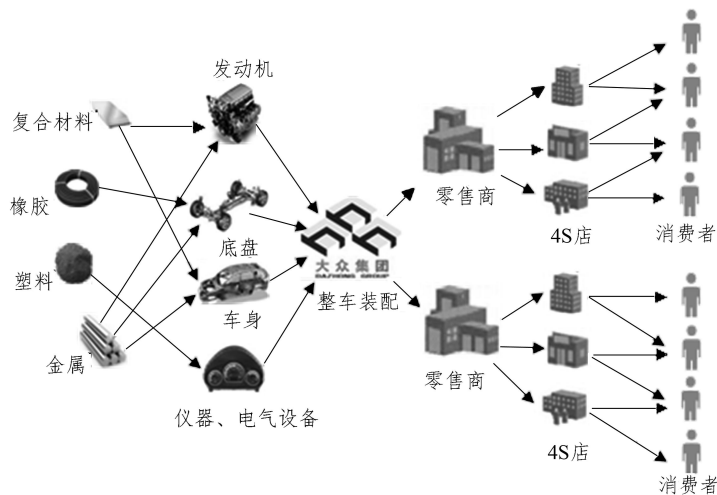 发动机
复合材料
橡胶
底盘
塑料
车身
金属
仪器、电气设备
大众集团
DAZHONG GROUP
整车装配
零售商
4S店
消费者
零售商
4S店
消费者